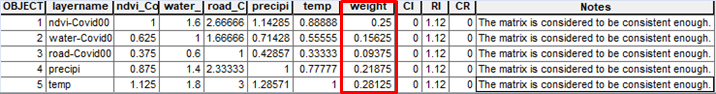 OBJECT layername ndvi_Co water_ road_C precipi temp weight CI RI CR Notes
1 ndvi-Covid00 1 1.6 2.66666 1.14285 0.88888 0.25 0 1.12 0 The matrix is considered to be consistent enough.
2 water-Covid0 0.625 1 1.66666 0.71428 0.55555 0.15625 0 1.12 0 The matrix is considered to be consistent enough.
3 road-Covid00 0.375 0.6 1 0.42857 0.33333 0.09375 0 1.12 0 The matrix is considered to be consistent enough.
4 precipi 0.875 1.4 2.33333 1 0.77777 0.21875 0 1.12 0 The matrix is considered to be consistent enough.
5 temp 1.125 1.8 3 1.28571 1 0.28125 0 1.12 0 The matrix is considered to be consistent enough.